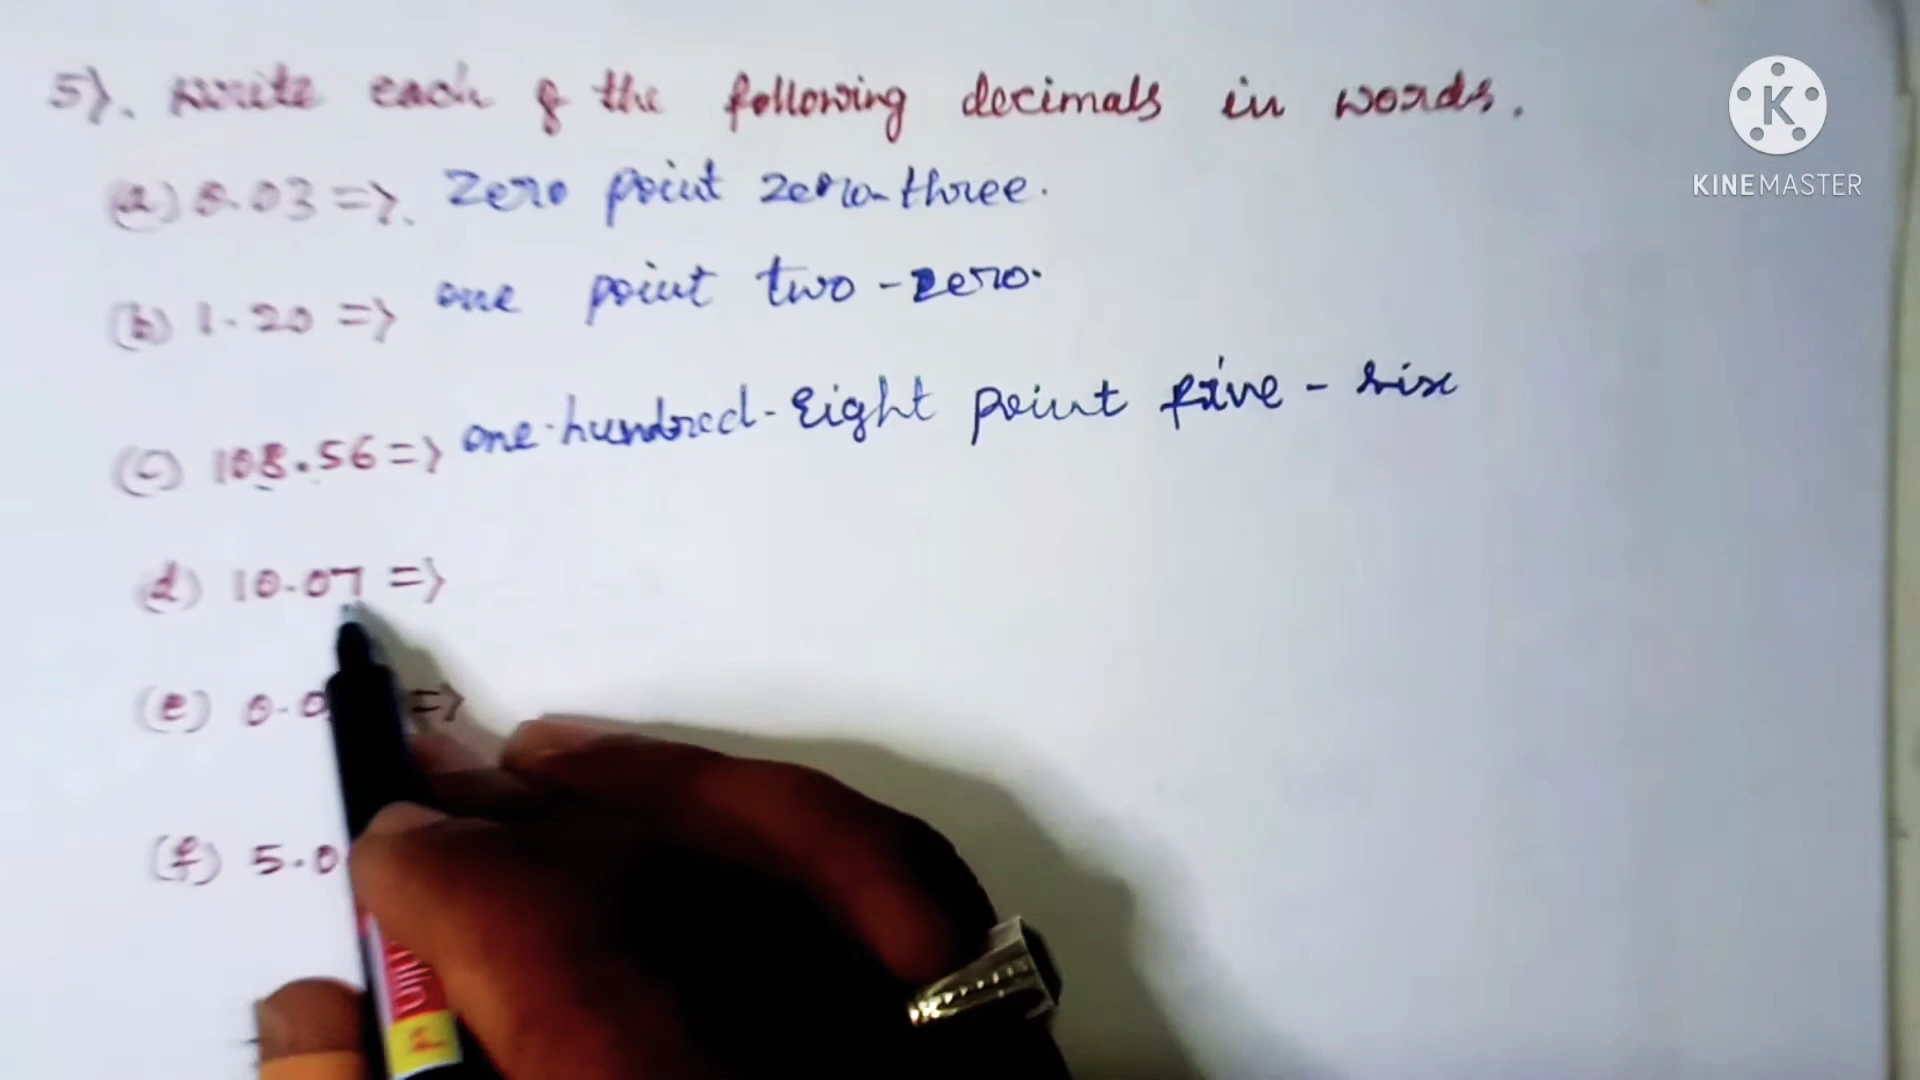 5). Write each of the following decimals in words.
(a) 0.03 => Zero point zero-three.
(b) 1.20 => one point two-zero.
(c) 108.56 => one-hundred-Eight point five-six
(d) 10.07 =>
(e) 0.0 =>
(f) 5.0
K
KINEMASTER